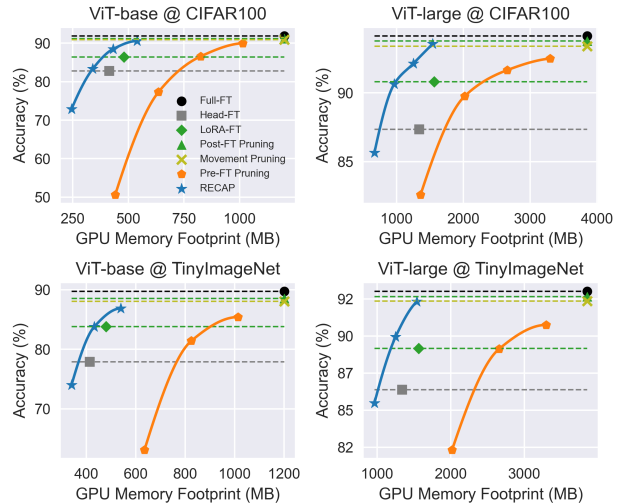 ViT-base @ CIFAR100
Accuracy (%)
90
80
70
60
50
250
500
750
1000
GPU Memory Footprint (MB)
Full-FT
Head-FT
LoRA-FT
Post-FT Pruning
Movement Pruning
Pre-FT Pruning
RECAP
ViT-large @ CIFAR100
Accuracy (%)
90
85
1000
2000
3000
4000
GPU Memory Footprint (MB)
ViT-base @ TinyImageNet
Accuracy (%)
90
80
70
400
600
800
1000
1200
GPU Memory Footprint (MB)
ViT-large @ TinyImageNet
Accuracy (%)
92
90
87
85
82
1000
2000
3000
GPU Memory Footprint (MB)